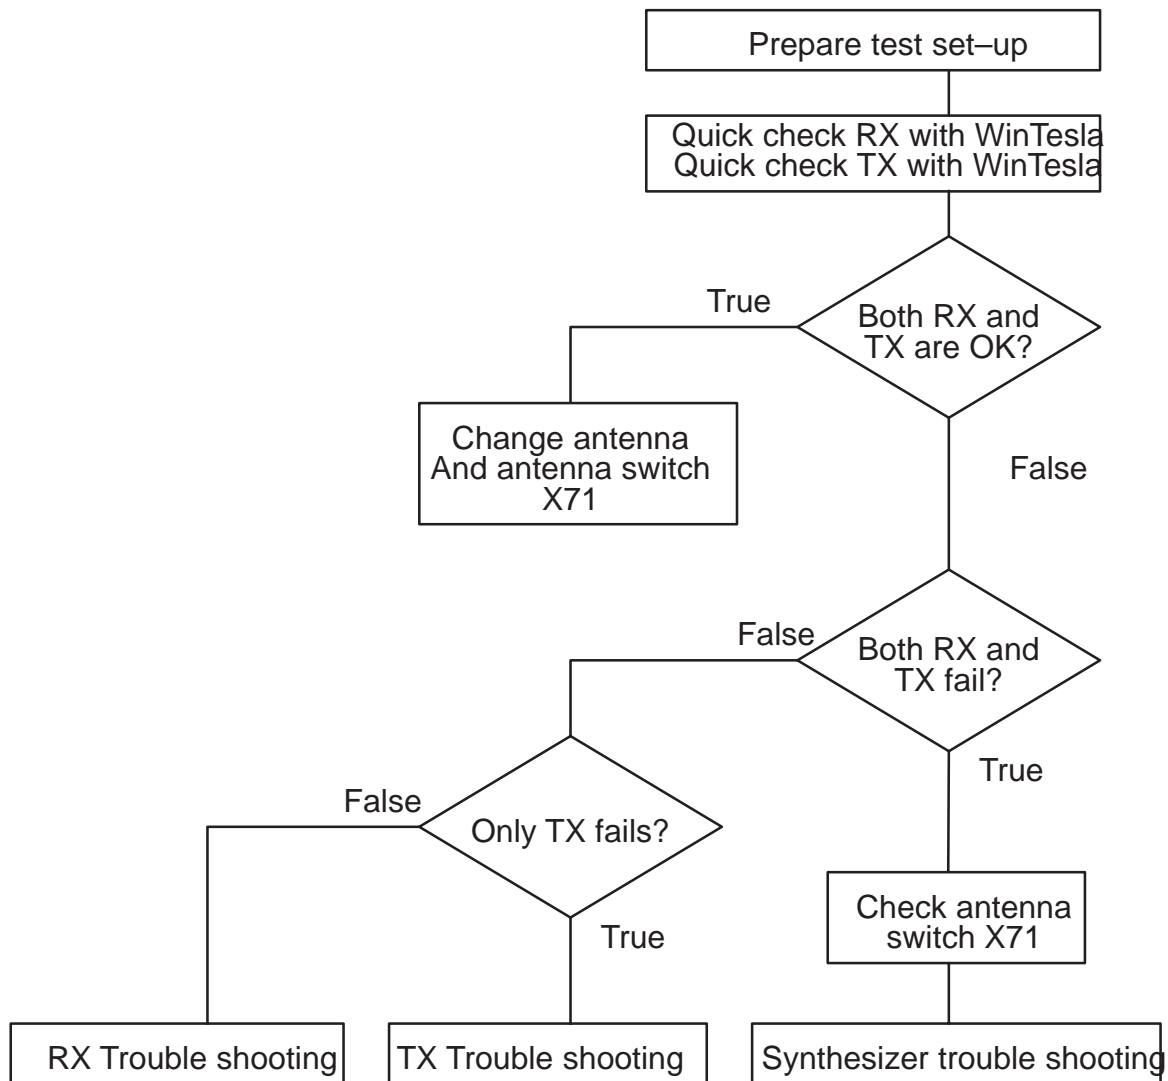 Prepare test set–up
Quick check RX with WinTesla
Quick check TX with WinTesla
True
Both RX and
TX are OK?
Change antenna
And antenna switch
X71
False
False
Both RX and
TX fail?
True
False
Only TX fails?
True
Check antenna
switch X71
RX Trouble shooting
TX Trouble shooting
Synthesizer trouble shooting